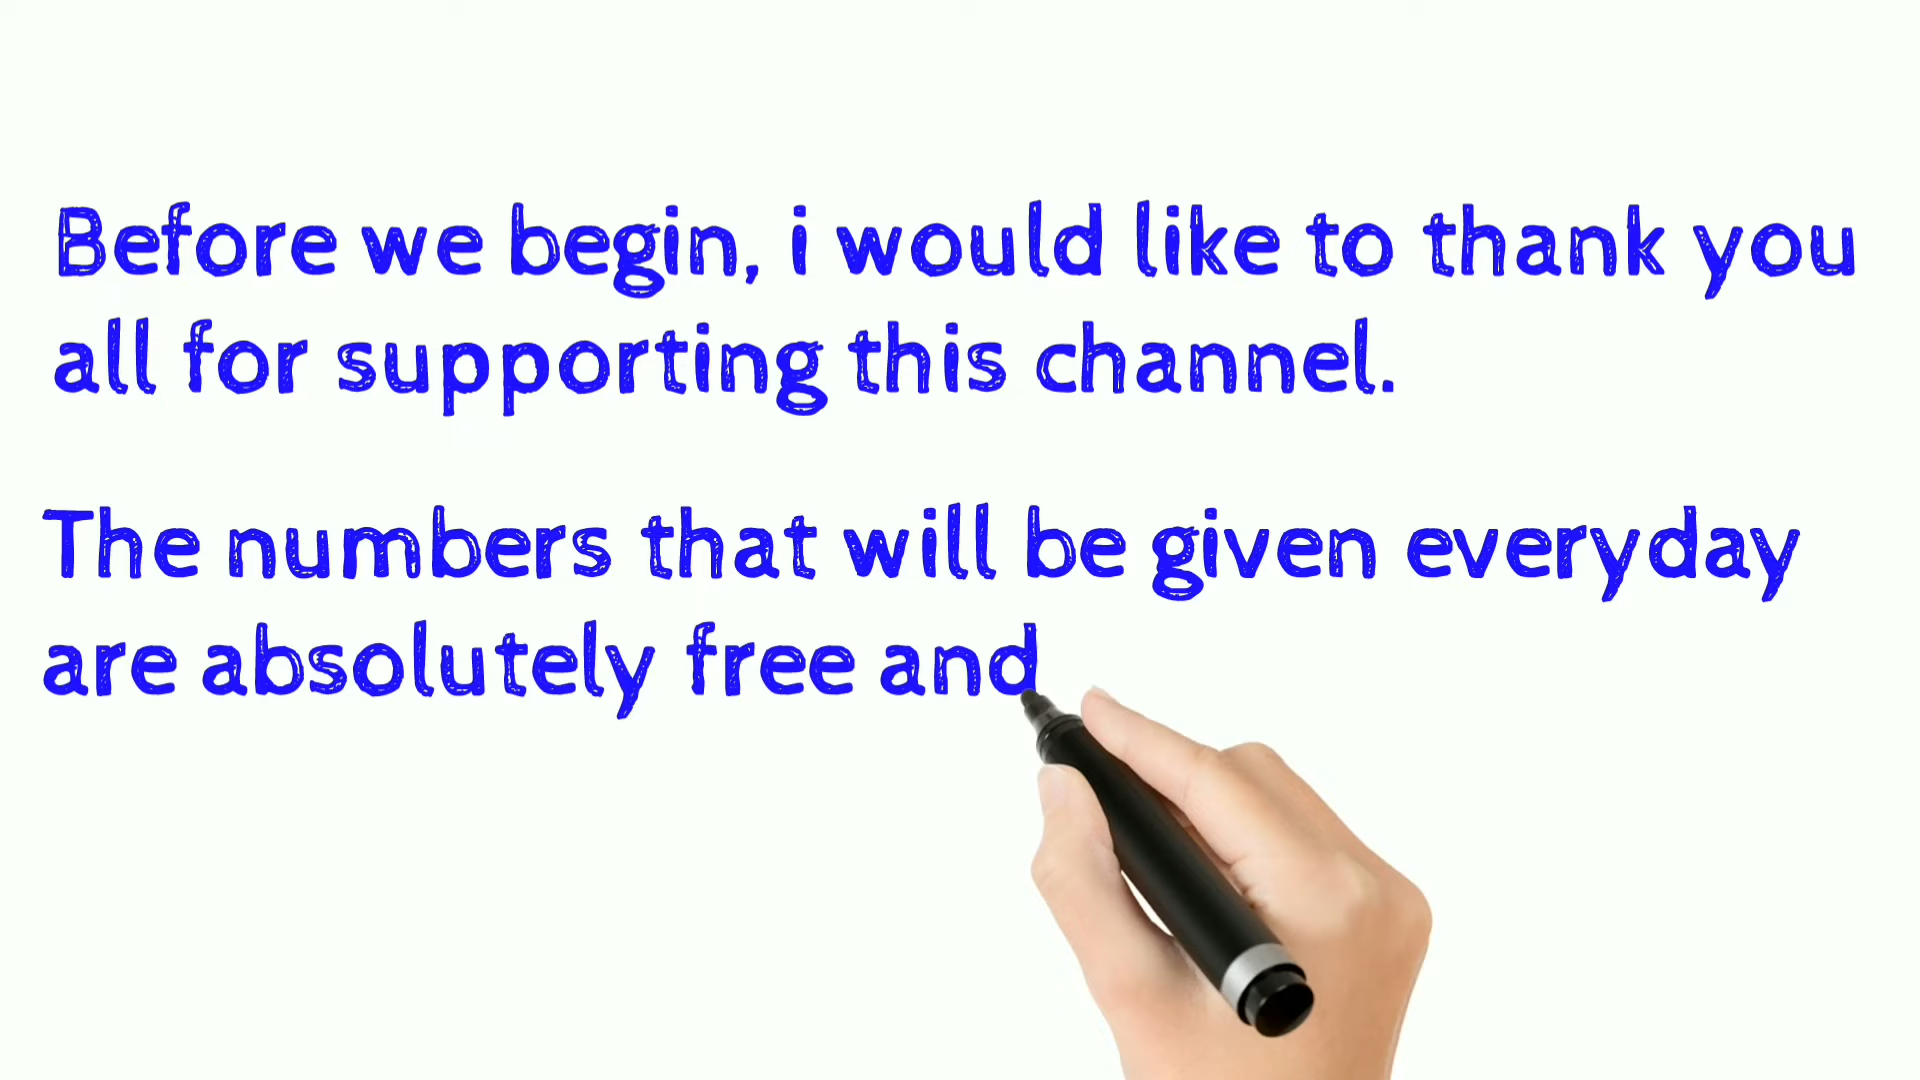 Before we begin, i would like to thank you
all for supporting this channel.
The numbers that will be given everyday
are absolutely free and